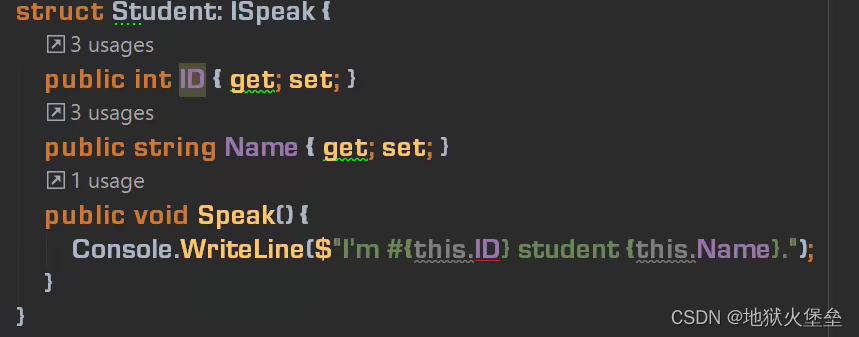 struct Student: ISpeak {
3 usages
public int ID { get; set; }
3 usages
public string Name { get; set; }
1 usage
public void Speak() {
Console.WriteLine($"I'm #{this.ID} student {this.Name}.");
}
}
CSDN @地狱火堡垒